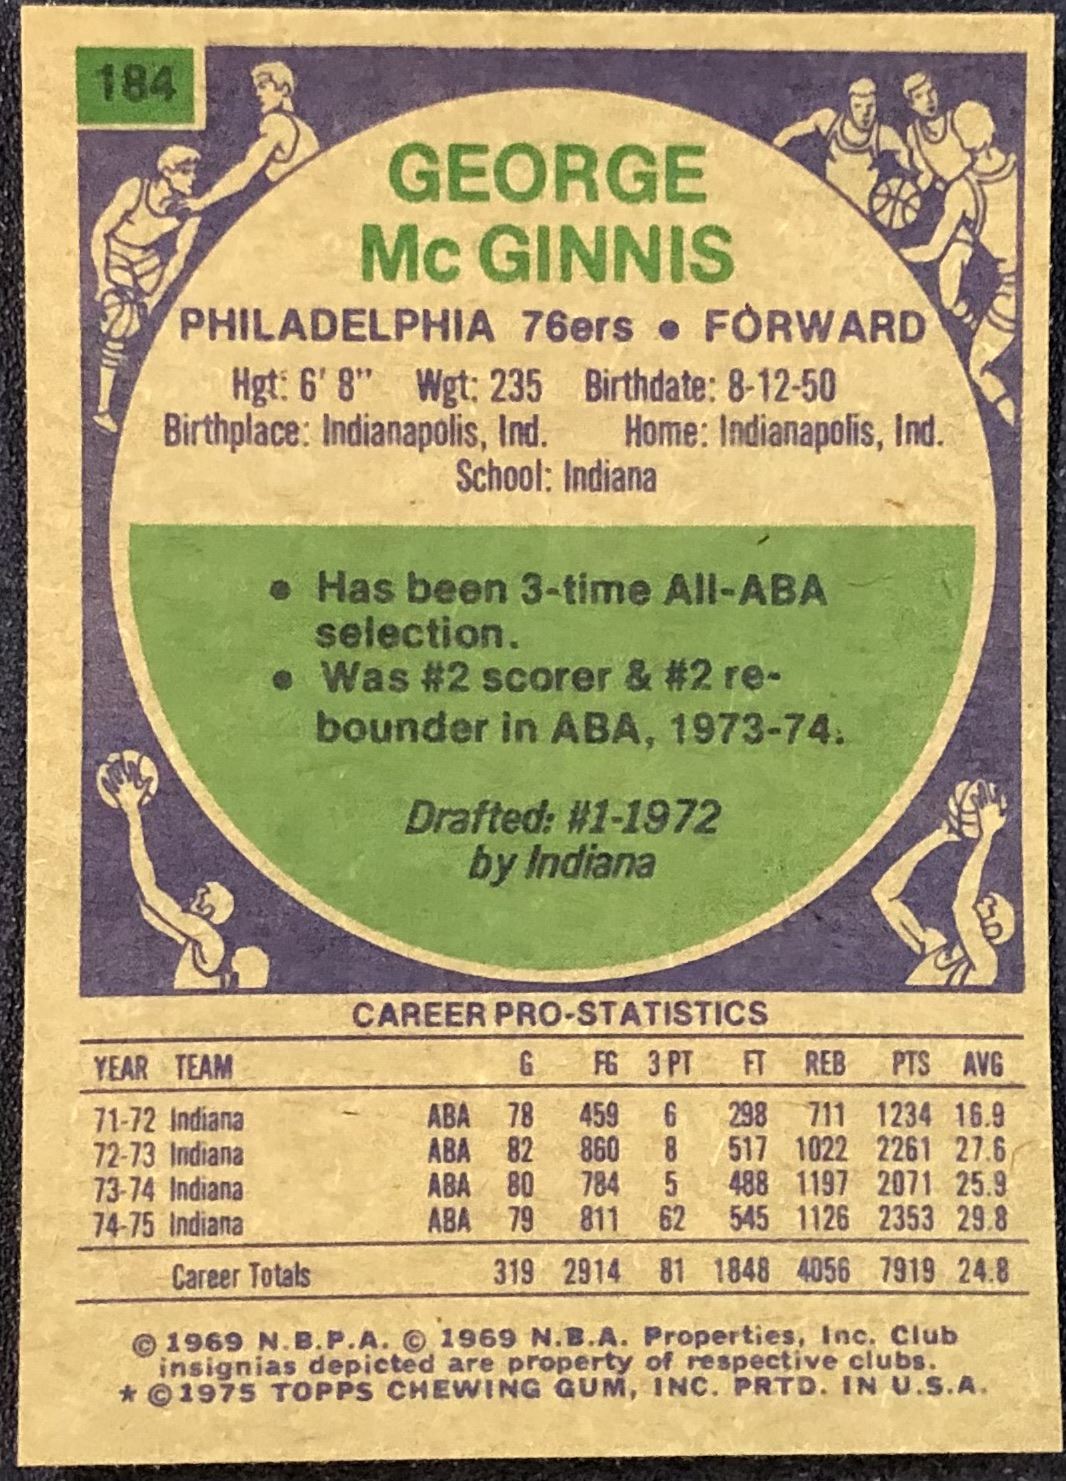 184
GEORGE
Mc GINNIS
PHILADELPHIA 76ers • FORWARD
Hgt: 6' 8" Wgt: 235 Birthdate: 8-12-50
Birthplace: Indianapolis, Ind. Home: Indianapolis, Ind.
School: Indiana
• Has been 3-time All-ABA
selection.
• Was #2 scorer & #2 re-
bounder in ABA, 1973-74.
Drafted: #1-1972
by Indiana
CAREER PRO-STATISTICS
YEAR TEAM G FG 3 PT FT REB PTS AVG
71-72 Indiana ABA 78 459 6 298 711 1234 16.9
72-73 Indiana ABA 82 860 8 517 1022 2261 27.6
73-74 Indiana ABA 80 784 5 488 1197 2071 25.9
74-75 Indiana ABA 79 811 62 545 1126 2353 29.8
Career Totals 319 2914 81 1848 4056 7919 24.8
© 1969 N.B.P.A. © 1969 N.B.A. Properties, Inc. Club
insignias depicted are property of respective clubs.
* © 1975 TOPPS CHEWING GUM, INC. PRTD. IN U.S.A.